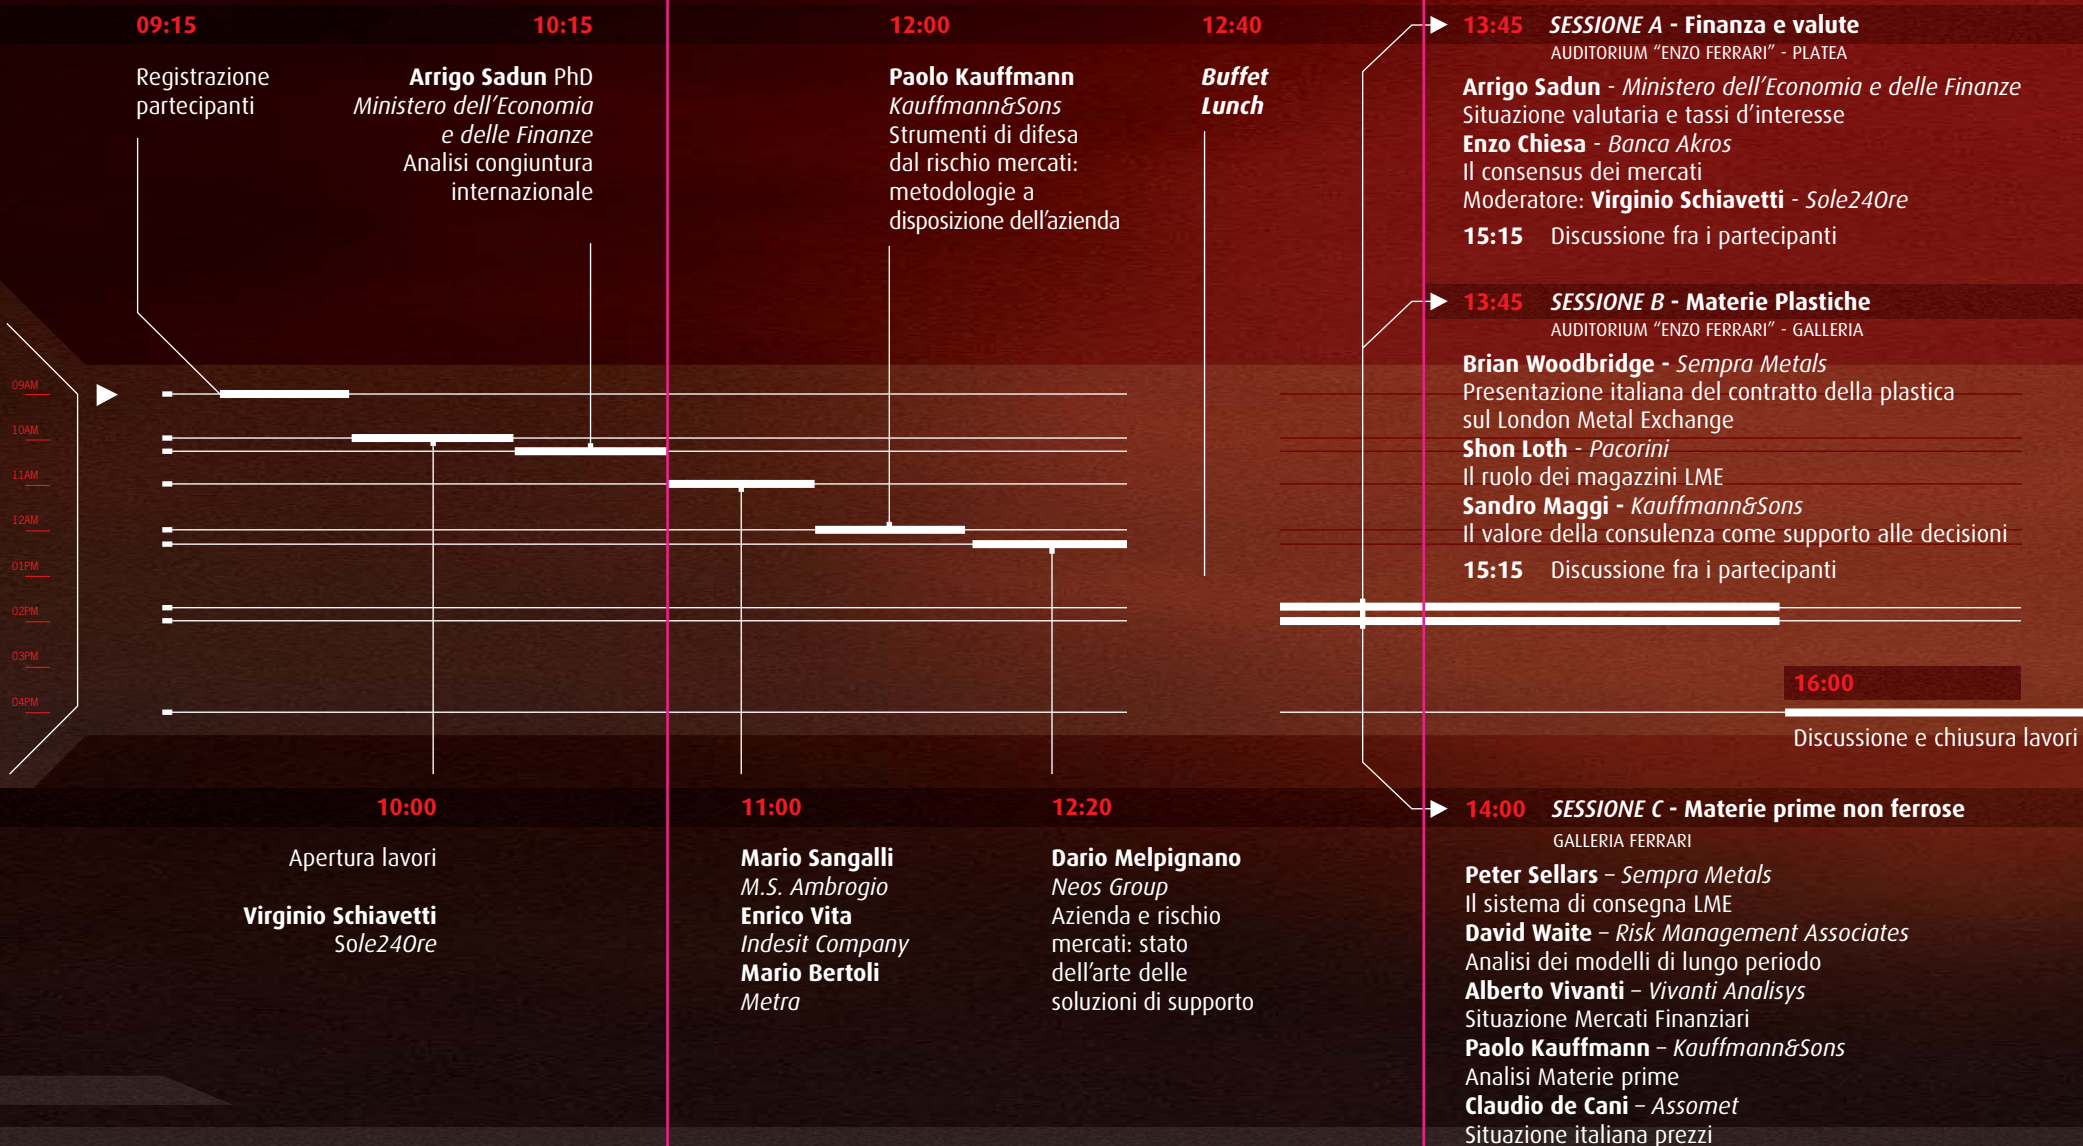 09:15
Registrazione
partecipanti
10:15
Arrigo Sadun PhD
Ministero dell'Economia
e delle Finanze
Analisi congiuntura
internazionale
12:00
Paolo Kauffmann
Kauffmann&Sons
Strumenti di difesa
dal rischio mercati:
metodologie a
disposizione dell'azienda
12:40
Buffet
Lunch
13:45 SESSIONE A - Finanza e valute
AUDITORIUM "ENZO FERRARI" - PLATEA
Arrigo Sadun - Ministero dell'Economia e delle Finanze
Situazione valutaria e tassi d'interesse
Enzo Chiesa - Banca Akros
Il consensus dei mercati
Moderatore: Virginio Schiavetti - Sole24Ore
15:15 Discussione fra i partecipanti
13:45 SESSIONE B - Materie Plastiche
AUDITORIUM "ENZO FERRARI" - GALLERIA
Brian Woodbridge - Sempra Metals
Presentazione italiana del contratto della plastica
sul London Metal Exchange
Shon Loth - Pacorini
Il ruolo dei magazzini LME
Sandro Maggi - Kauffmann&Sons
Il valore della consulenza come supporto alle decisioni
15:15 Discussione fra i partecipanti
09AM
10AM
11AM
12AM
01PM
02PM
03PM
04PM
16:00
Discussione e chiusura lavori
10:00
Apertura lavori
Virginio Schiavetti
Sole24Ore
11:00
Mario Sangalli
M.S. Ambrogio
Enrico Vita
Indesit Company
Mario Bertoli
Metra
12:20
Dario Melpignano
Neos Group
Azienda e rischio
mercati: stato
dell'arte delle
soluzioni di supporto
14:00 SESSIONE C - Materie prime non ferrose
GALLERIA FERRARI
Peter Sellars – Sempra Metals
Il sistema di consegna LME
David Waite – Risk Management Associates
Analisi dei modelli di lungo periodo
Alberto Vivanti – Vivanti Analisys
Situazione Mercati Finanziari
Paolo Kauffmann – Kauffmann&Sons
Analisi Materie prime
Claudio de Cani – Assomet
Situazione italiana prezzi